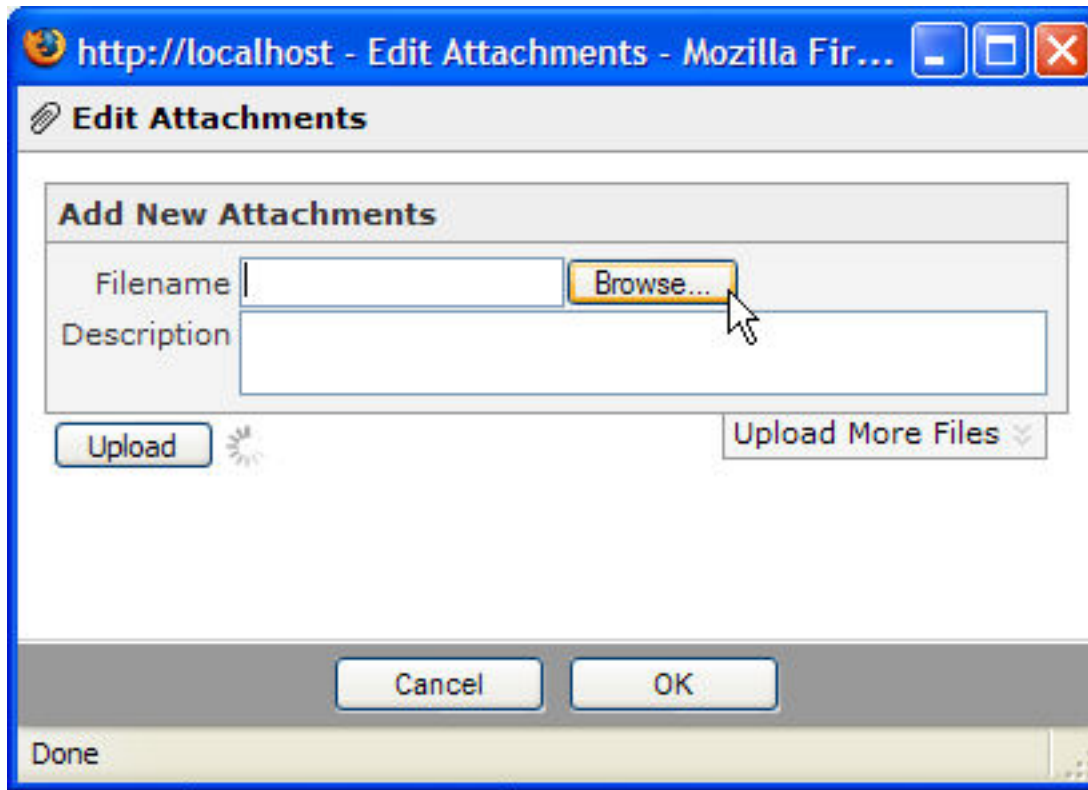 http://localhost - Edit Attachments - Mozilla Fir...
Edit Attachments
Add New Attachments
Filename Browse...
Description
Upload Upload More Files
Cancel OK
Done